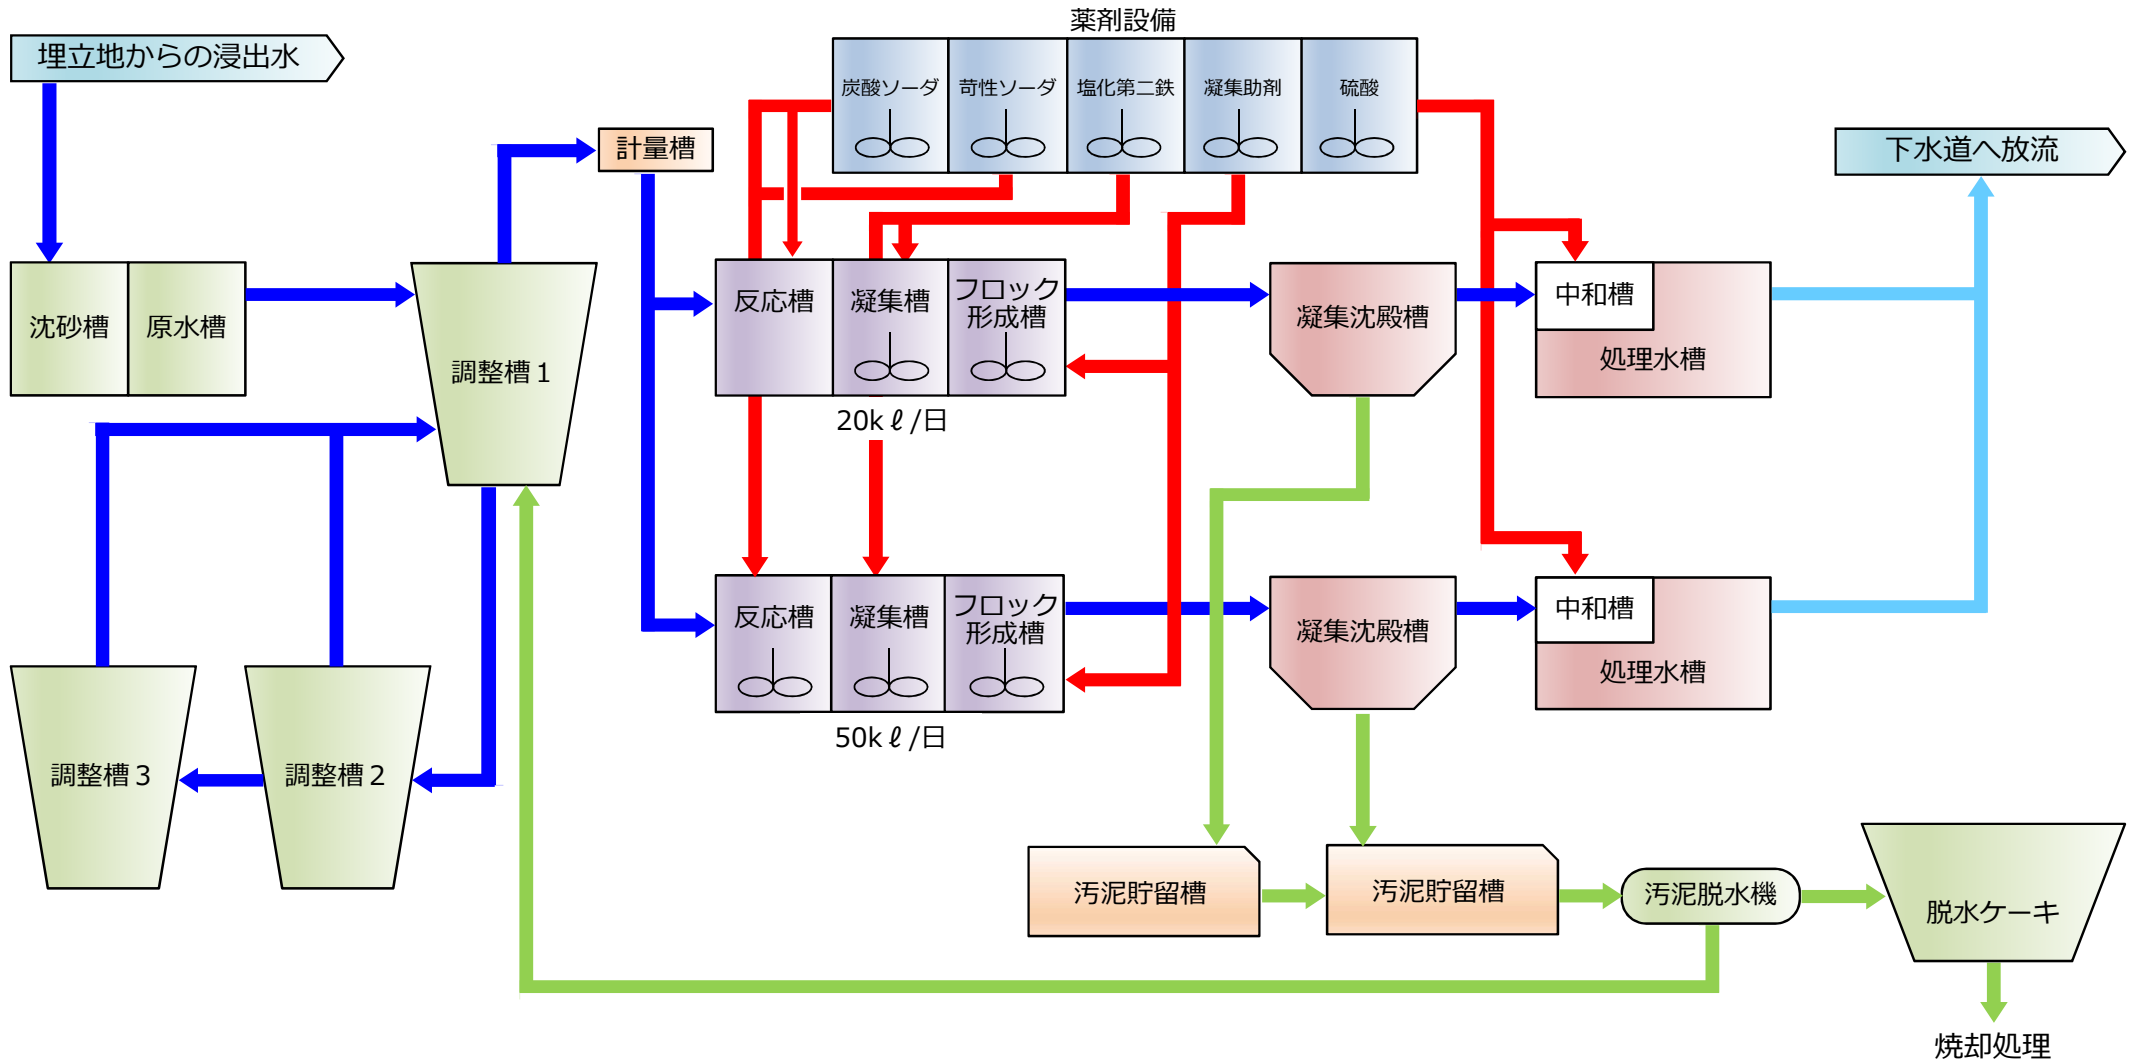 薬剤設備
埋立地からの浸出水
炭酸ソーダ
苛性ソーダ
塩化第二鉄
凝集助剤
硫酸
計量槽
下水道へ放流
沈砂槽
原水槽
調整槽１
反応槽
凝集槽
フロック
形成槽
凝集沈殿槽
中和槽
処理水槽
20kℓ/日
反応槽
凝集槽
フロック
形成槽
凝集沈殿槽
中和槽
処理水槽
50kℓ/日
調整槽３
調整槽２
汚泥貯留槽
汚泥貯留槽
汚泥脱水機
脱水ケーキ
焼却処理